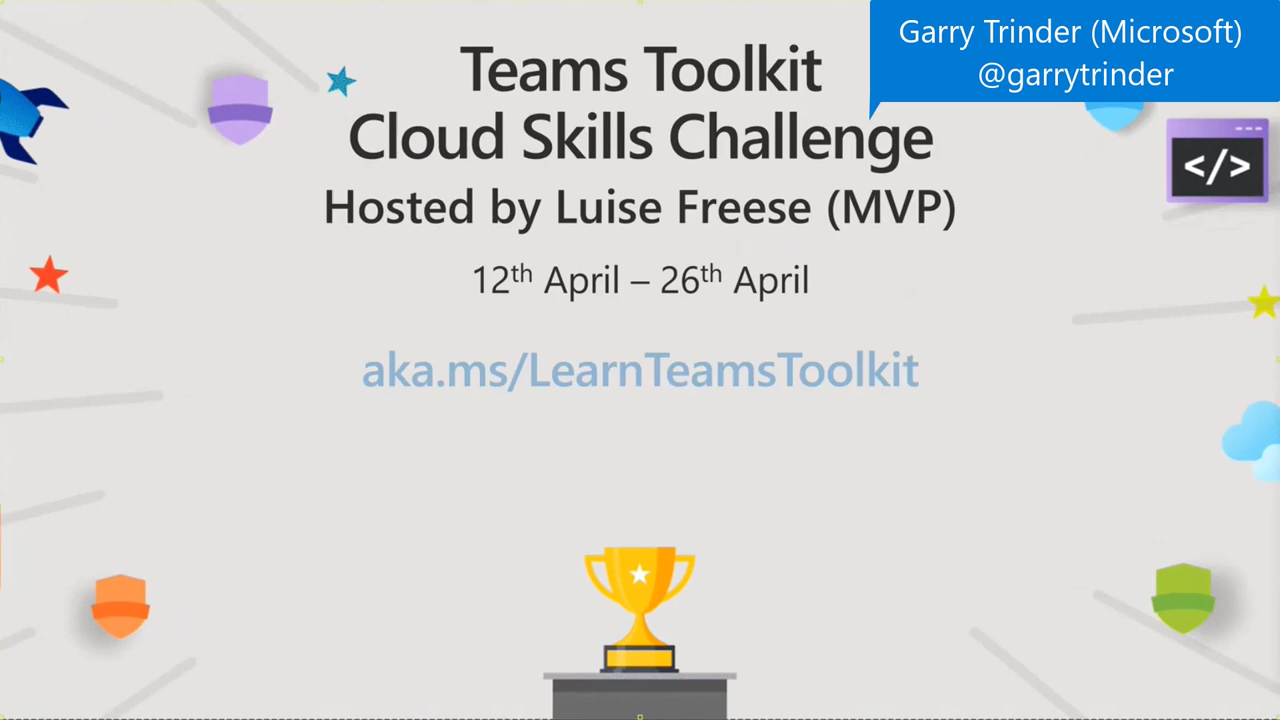 Garry Trinder (Microsoft)
@garrytrinder
Teams Toolkit
Cloud Skills Challenge
Hosted by Luise Freese (MVP)
12th April – 26th April
aka.ms/LearnTeamsToolkit
</>